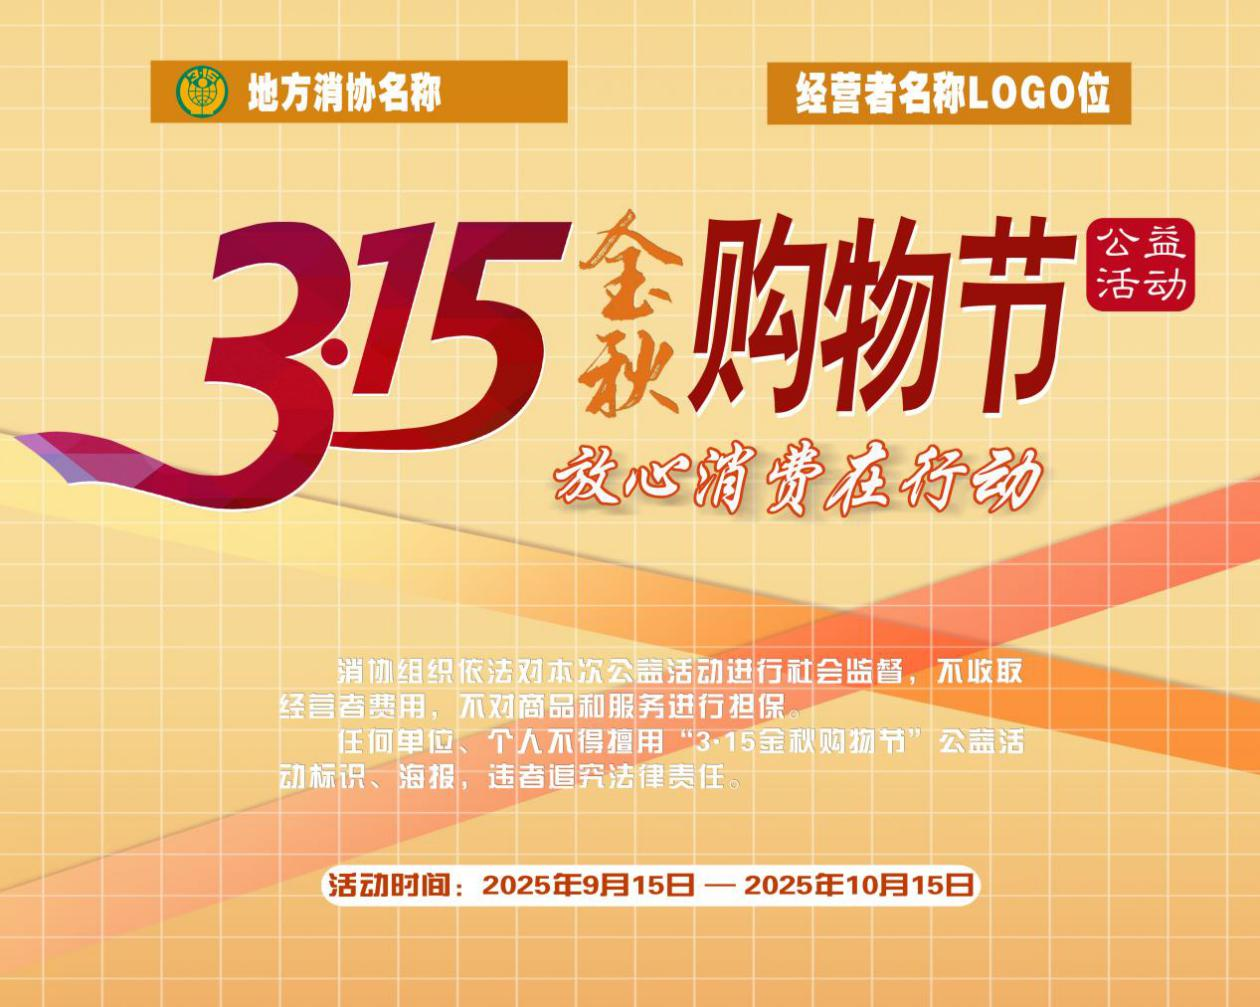 3·15
地方消协名称
经营者名称LOGO位
3·15
金秋
购物节
公益
活动
放心消费在行动
消协组织依法对本次公益活动进行社会监督，不收取
经营者费用，不对商品和服务进行担保。
任何单位、个人不得擅用“3·15金秋购物节”公益活
动标识、海报，违者追究法律责任。
活动时间：2025年9月15日 — 2025年10月15日